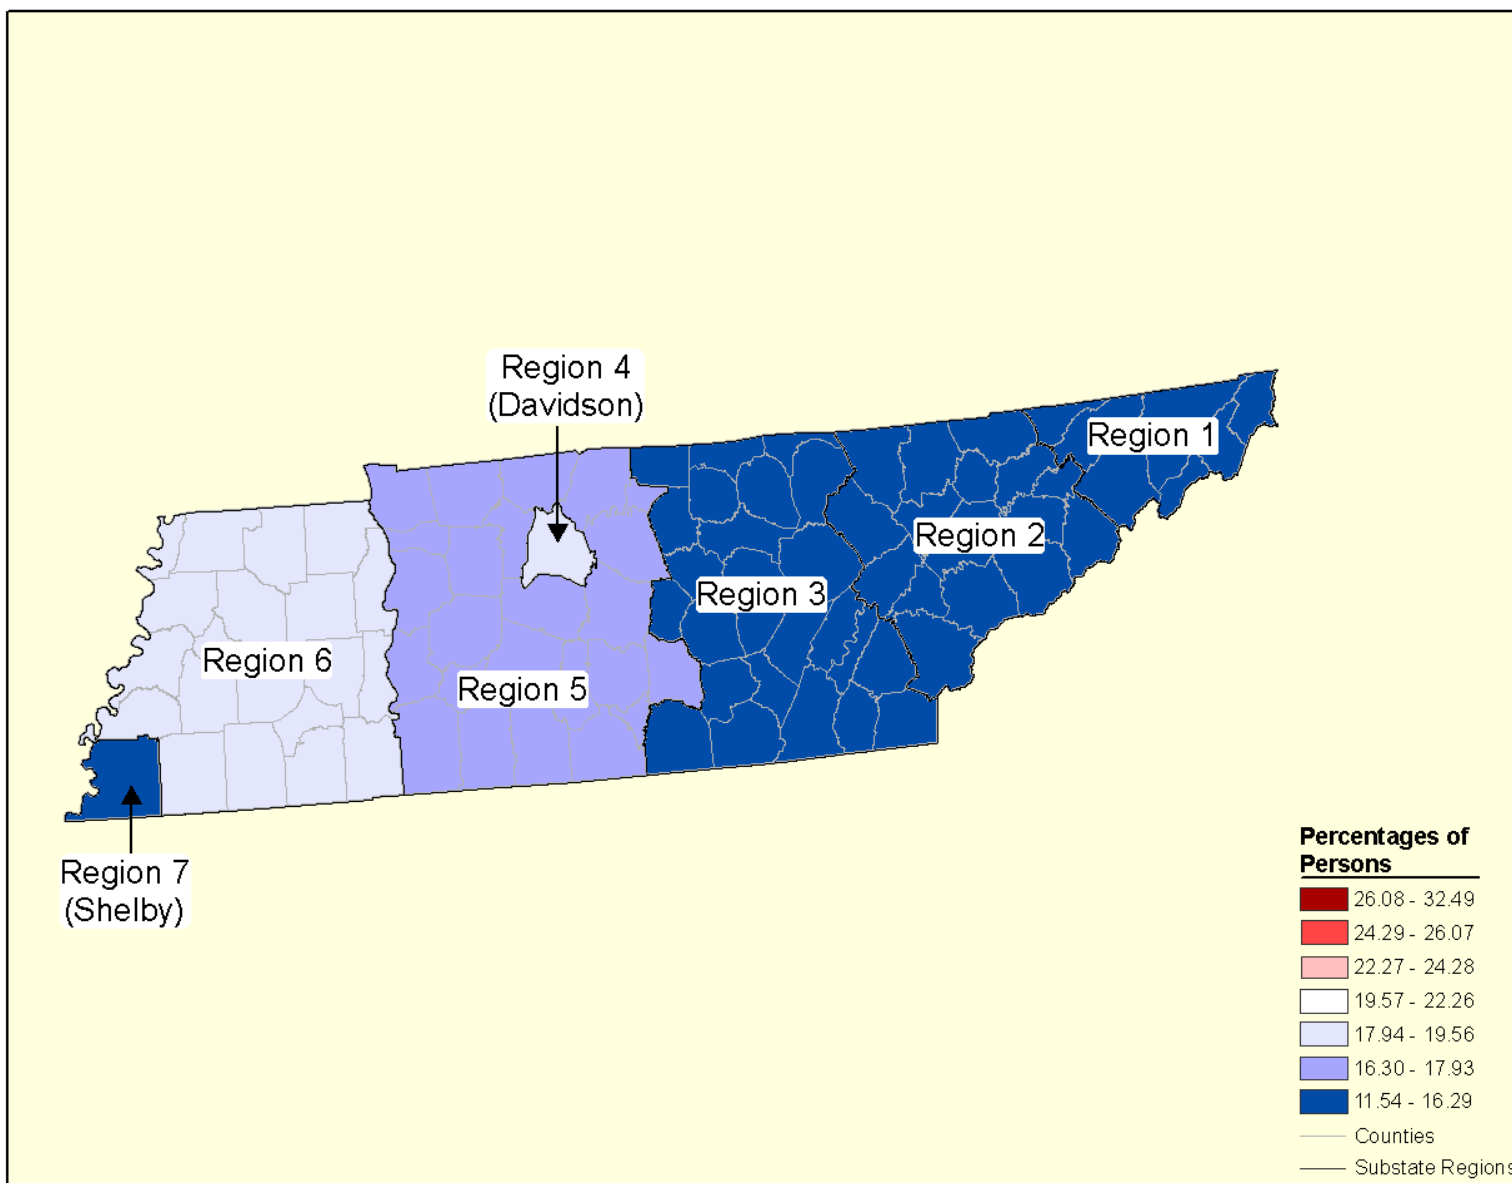 Region 4
(Davidson)
Region 1
Region 2
Region 3
Region 6
Region 5
Region 7
(Shelby)
Percentages of
Persons
26.08 - 32.49
24.29 - 26.07
22.27 - 24.28
19.57 - 22.26
17.94 - 19.56
16.30 - 17.93
11.54 - 16.29
Counties
Substate Regions